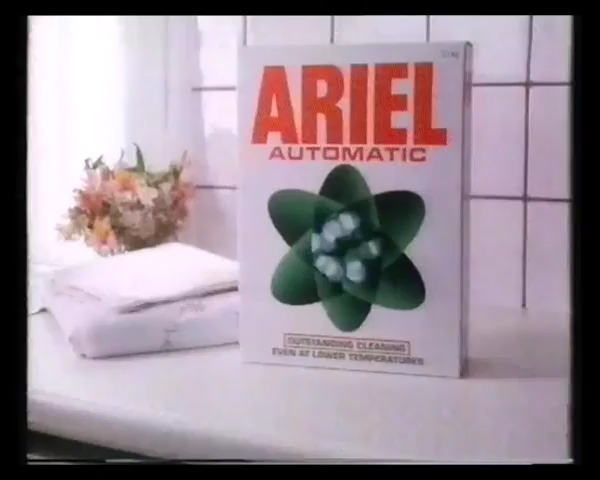 ARIEL
AUTOMATIC
OUTSTANDING CLEANING
EVEN AT LOWER TEMPERATURES